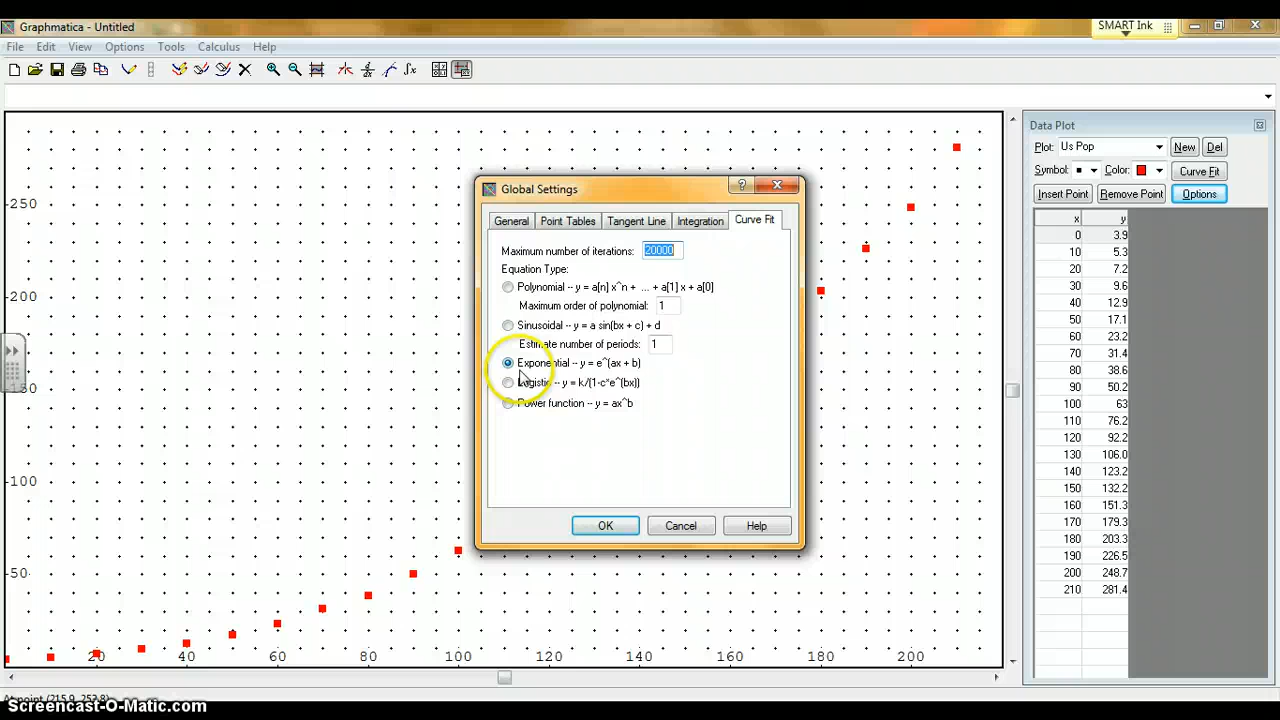 Graphmatica - Untitled
SMART Ink
File Edit View Options Tools Calculus Help
Data Plot
Plot: Us Pop New Del
Symbol: Color: Curve Fit
Insert Point Remove Point Options
x y
0 3.9
10 5.3
20 7.2
30 9.6
40 12.9
50 17.1
60 23.2
70 31.4
80 38.6
90 50.2
100 63
110 76.2
120 92.2
130 106.0
140 123.2
150 132.2
160 151.3
170 179.3
180 203.3
190 226.5
200 248.7
210 281.4
Global Settings
General Point Tables Tangent Line Integration Curve Fit
Maximum number of iterations: 20000
Equation Type:
Polynomial -- y = a[n] x^n + ... + a[1] x + a[0]
Maximum order of polynomial: 1
Sinusoidal -- y = a sin(bx + c) + d
Estimate number of periods: 1
Exponential -- y = e^(ax + b)
Logistic -- y = k/(1-c*e^(bx))
Power function -- y = ax^b
OK Cancel Help
250
200
150
100
50
20 40 60 80 100 120 140 160 180 200
At point (215.9, 252.8)
Screencast-O-Matic.com